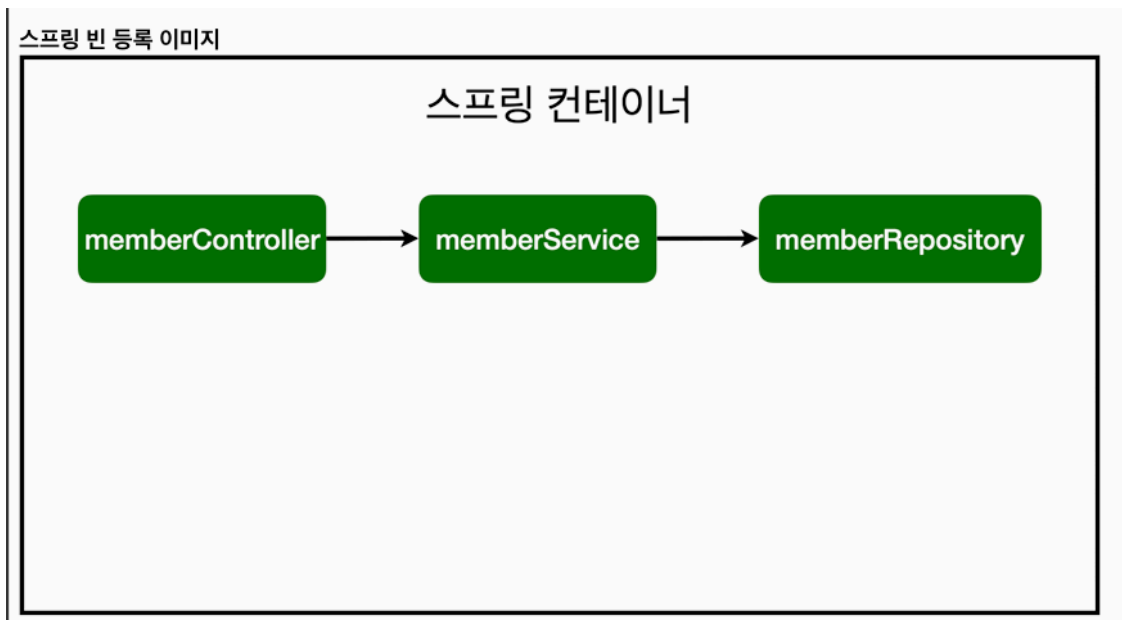 스프링 빈 등록 이미지
스프링 컨테이너
memberController
memberService
memberRepository